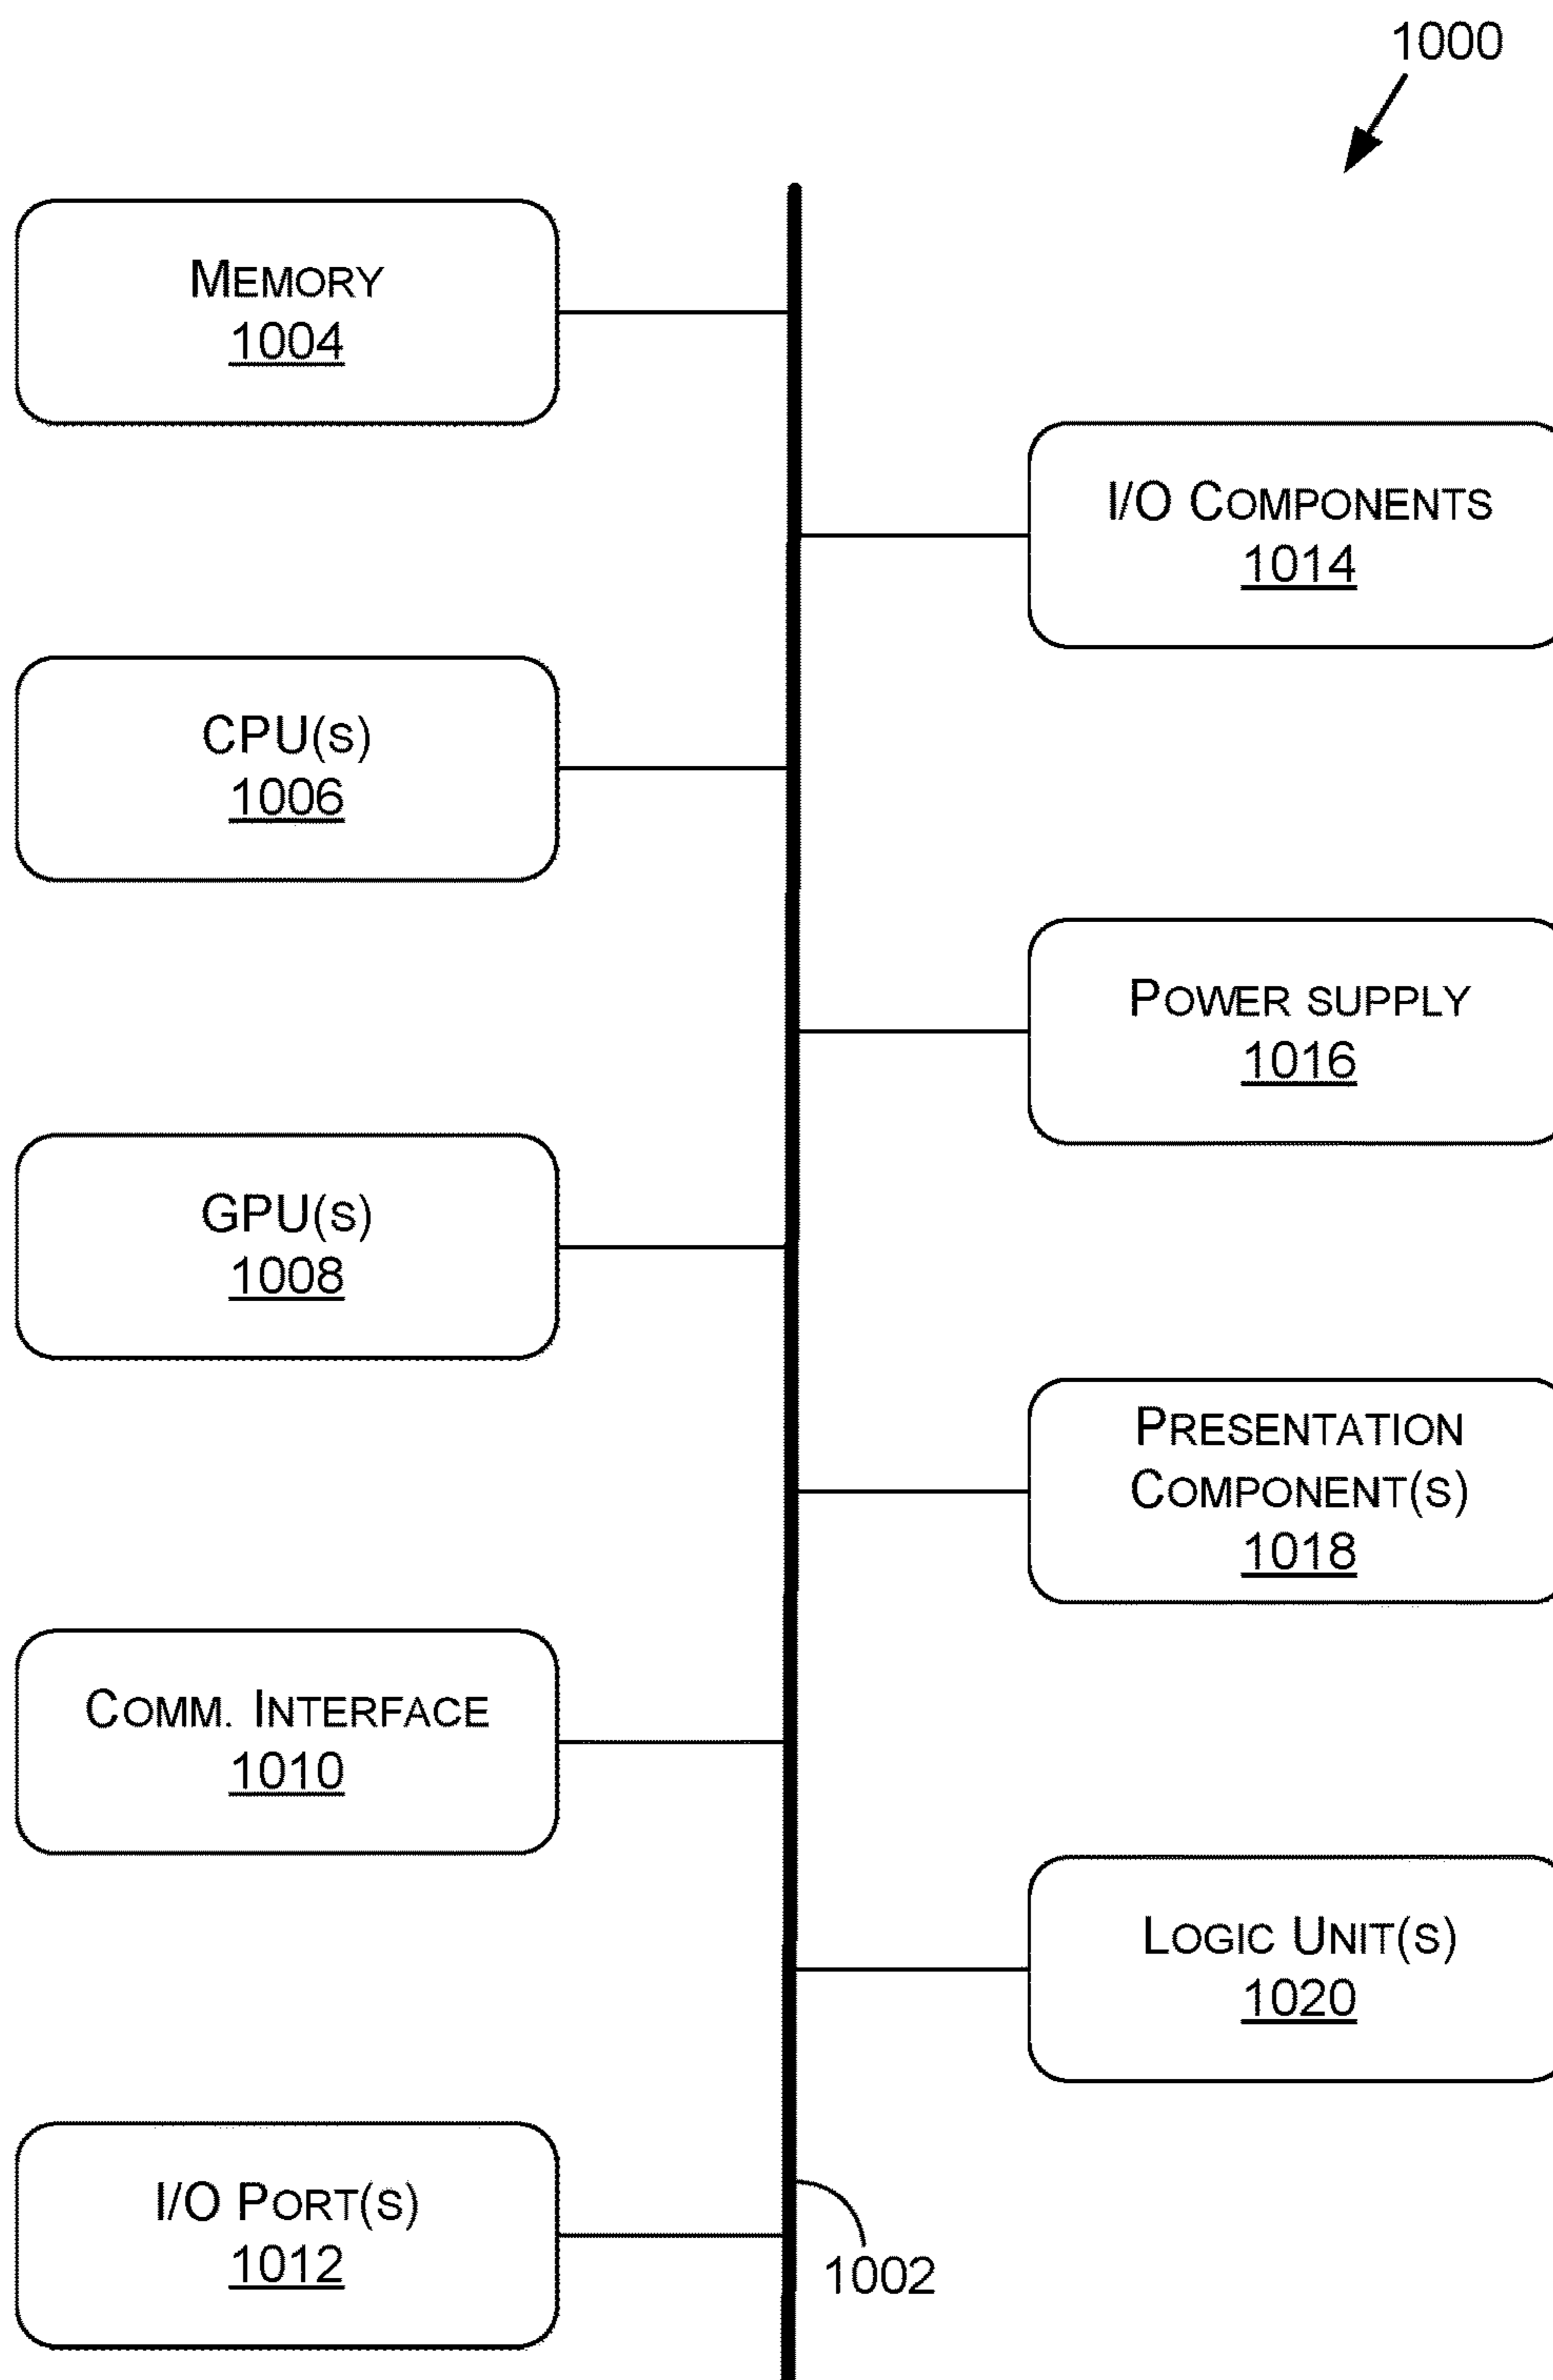 1000
MEMORY
1004
I/O COMPONENTS
1014
CPU(S)
1006
POWER SUPPLY
1016
GPU(S)
1008
PRESENTATION
COMPONENT(S)
1018
COMM. INTERFACE
1010
LOGIC UNIT(S)
1020
I/O PORT(S)
1012
1002